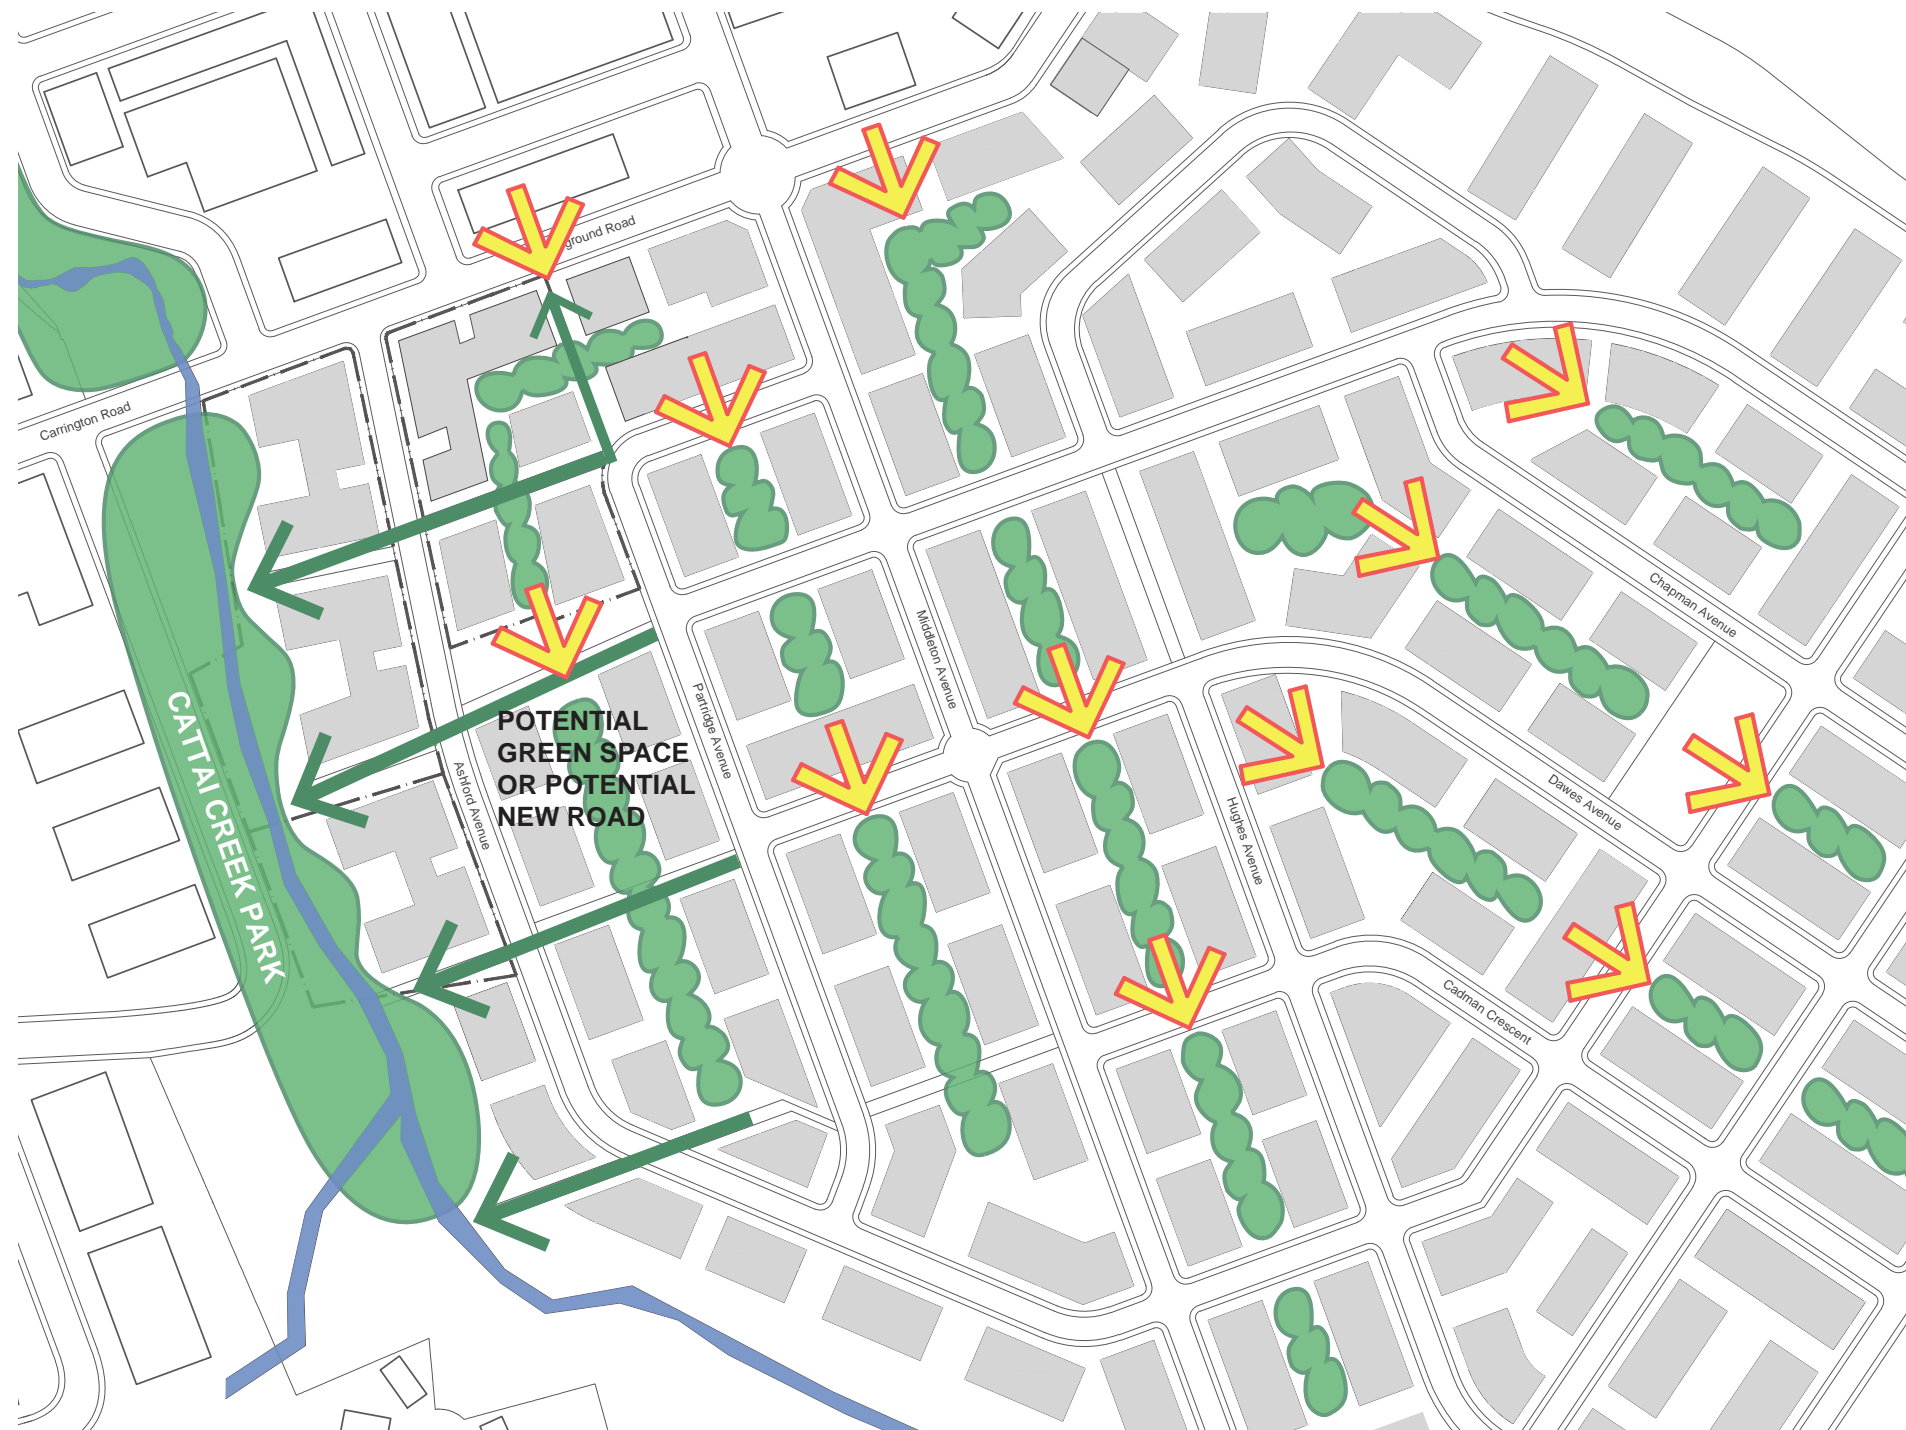 ground Road
Carrington Road
CATTAI CREEK PARK
POTENTIAL
GREEN SPACE
OR POTENTIAL
NEW ROAD
Ashford Avenue
Partridge Avenue
Middleton Avenue
Hughes Avenue
Chapman Avenue
Dawes Avenue
Cadman Crescent